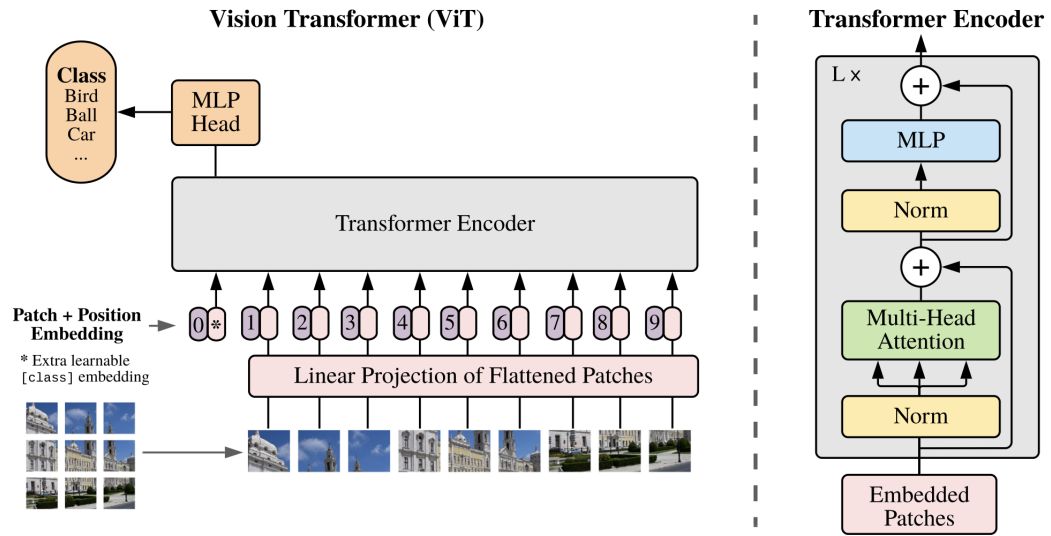 Vision Transformer (ViT)
Class
Bird
Ball
Car
...
MLP
Head
Transformer Encoder
Patch + Position
Embedding
* Extra learnable
[class] embedding
0 * 1 2 3 4 5 6 7 8 9
Linear Projection of Flattened Patches
Transformer Encoder
L ×
+
MLP
Norm
+
Multi-Head
Attention
Norm
Embedded
Patches